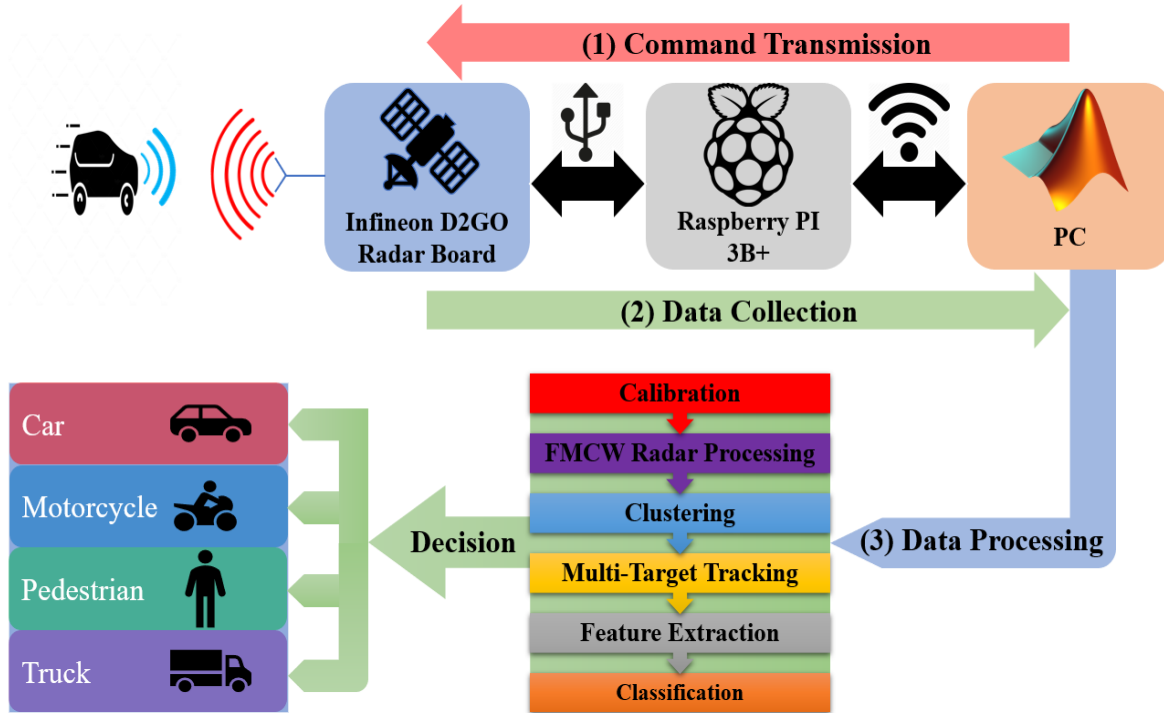 (1) Command Transmission
Infineon D2GO
Radar Board
Raspberry PI
3B+
PC
(2) Data Collection
Calibration
FMCW Radar Processing
Clustering
Multi-Target Tracking
Feature Extraction
Classification
(3) Data Processing
Decision
Car
Motorcycle
Pedestrian
Truck